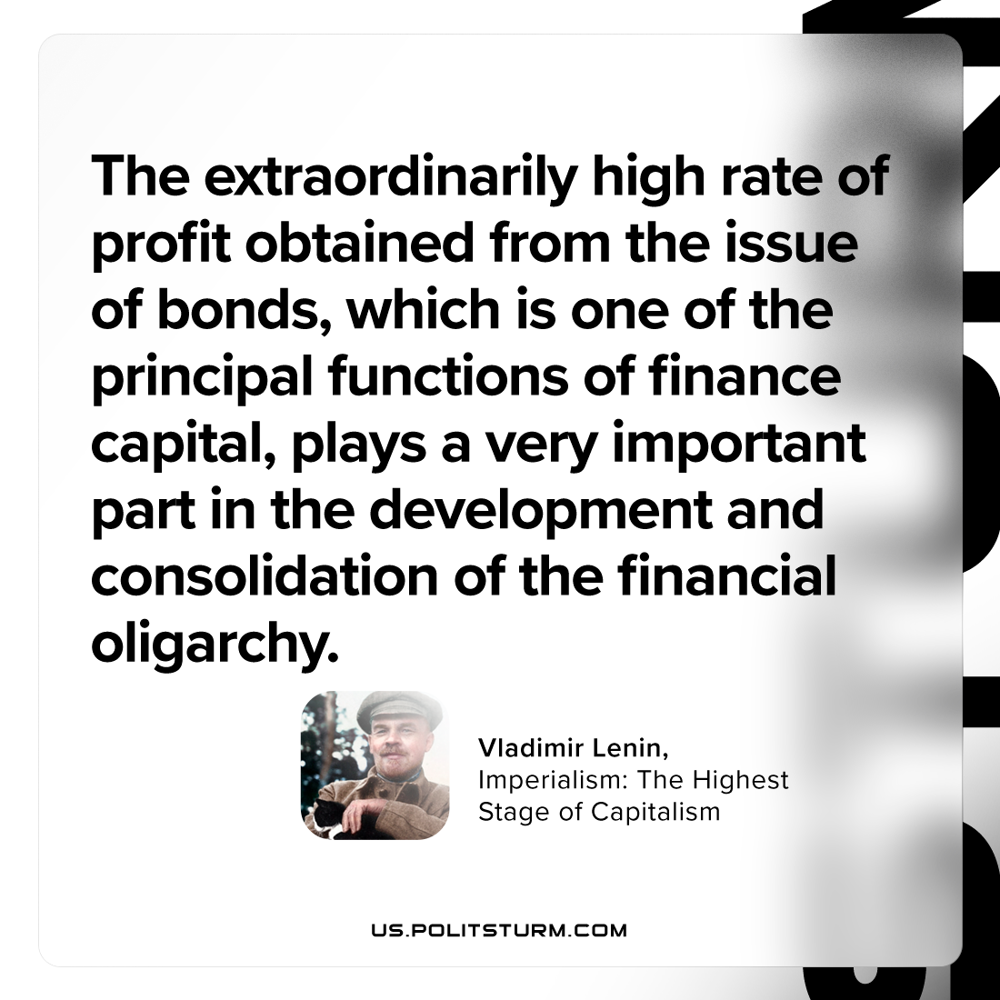 The extraordinarily high rate of
profit obtained from the issue
of bonds, which is one of the
principal functions of finance
capital, plays a very important
part in the development and
consolidation of the financial
oligarchy.
Vladimir Lenin,
Imperialism: The Highest
Stage of Capitalism
US.POLITSTURM.COM